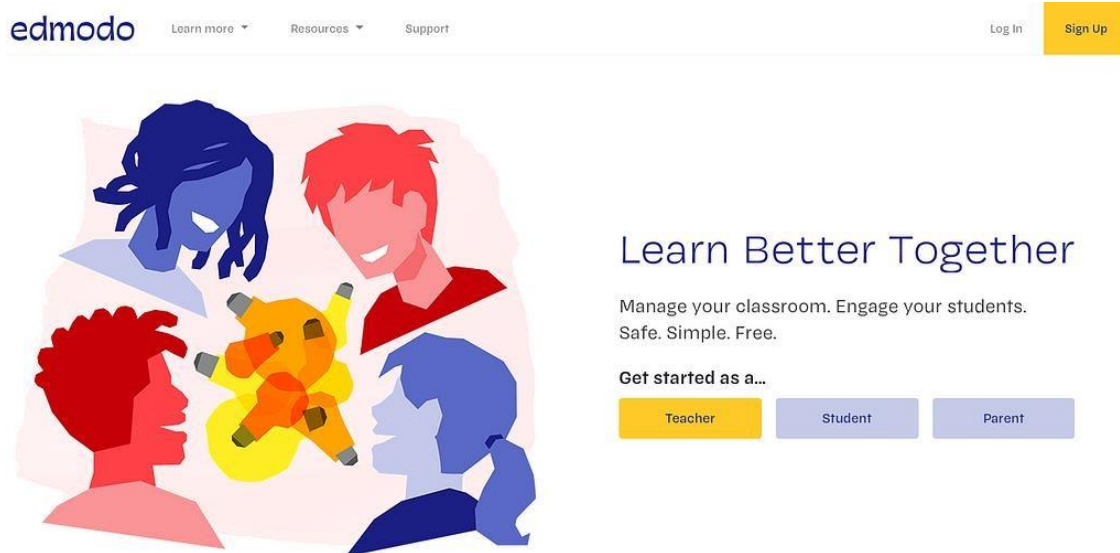 edmodo
Learn more
Resources
Support
Log In
Sign Up
Learn Better Together
Manage your classroom. Engage your students.
Safe. Simple. Free.
Get started as a...
Teacher
Student
Parent